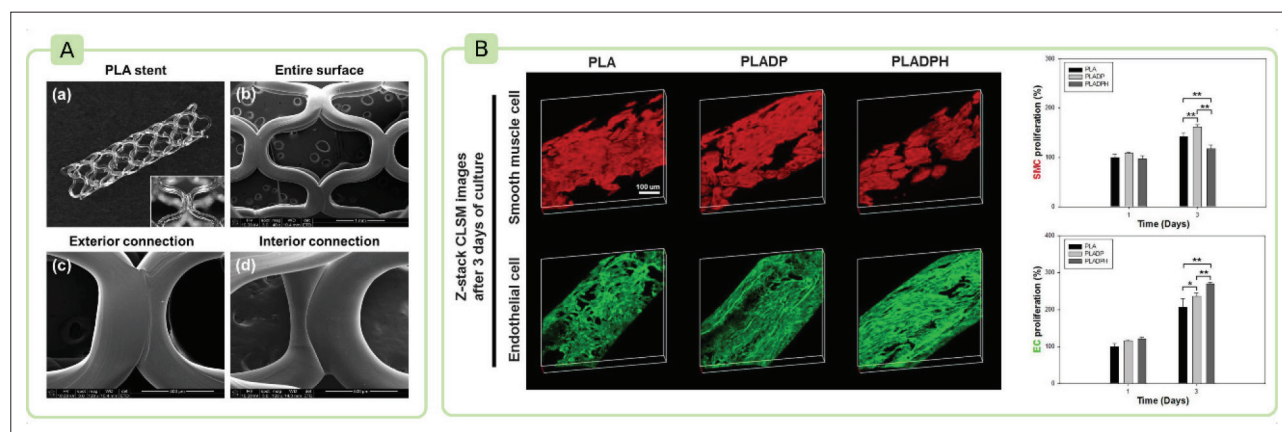 A
PLA stent
Entire surface
(a)
(b)
Exterior connection
Interior connection
(c)
(d)
B
PLA
PLADP
PLADPH
Z-stack CLSM images
after 3 days of culture
Smooth muscle cell
Endothelial cell
100 um
SMC proliferation (%)
300
200
100
0
PLA
PLADP
PLADPH
**
**
**
1
3
Time (Days)
EC proliferation (%)
400
300
200
100
0
PLA
PLADP
PLADPH
**
**
*
1
3
Time (Days)